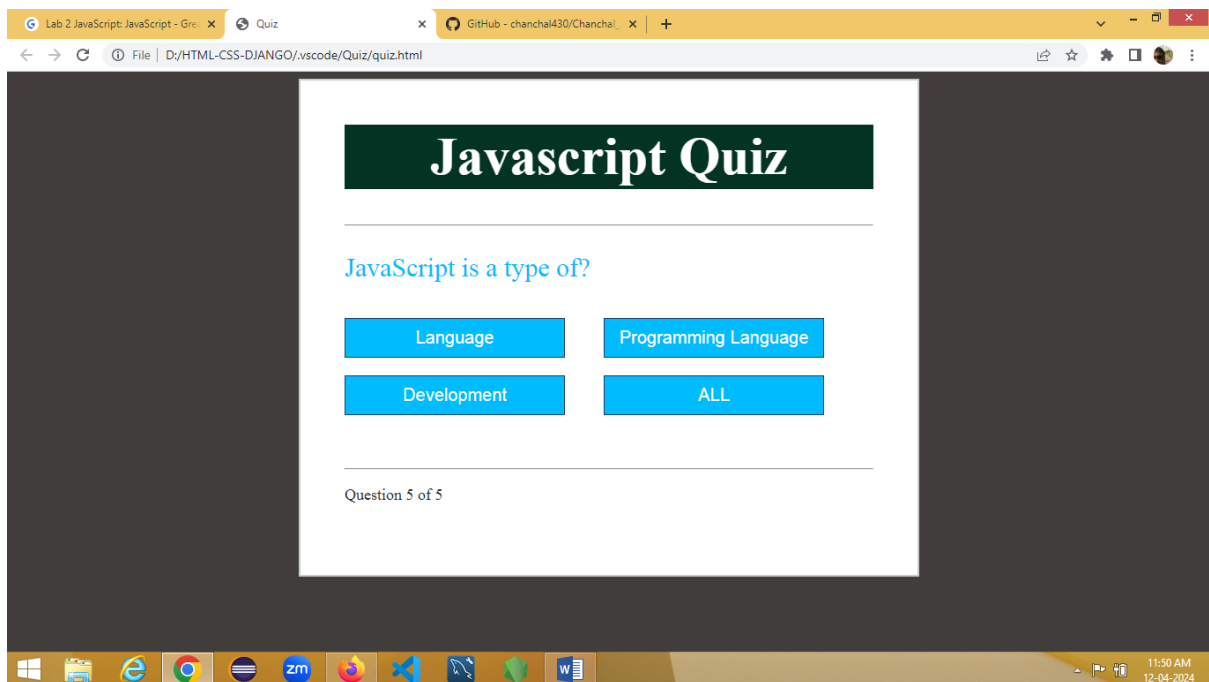 Lab 2 JavaScript: JavaScript - Gre
Quiz
GitHub - chanchal430/Chanchal_
File | D:/HTML-CSS-DJANGO/.vscode/Quiz/quiz.html
Javascript Quiz
JavaScript is a type of?
Language
Programming Language
Development
ALL
Question 5 of 5
zm
W
11:50 AM
12-04-2024